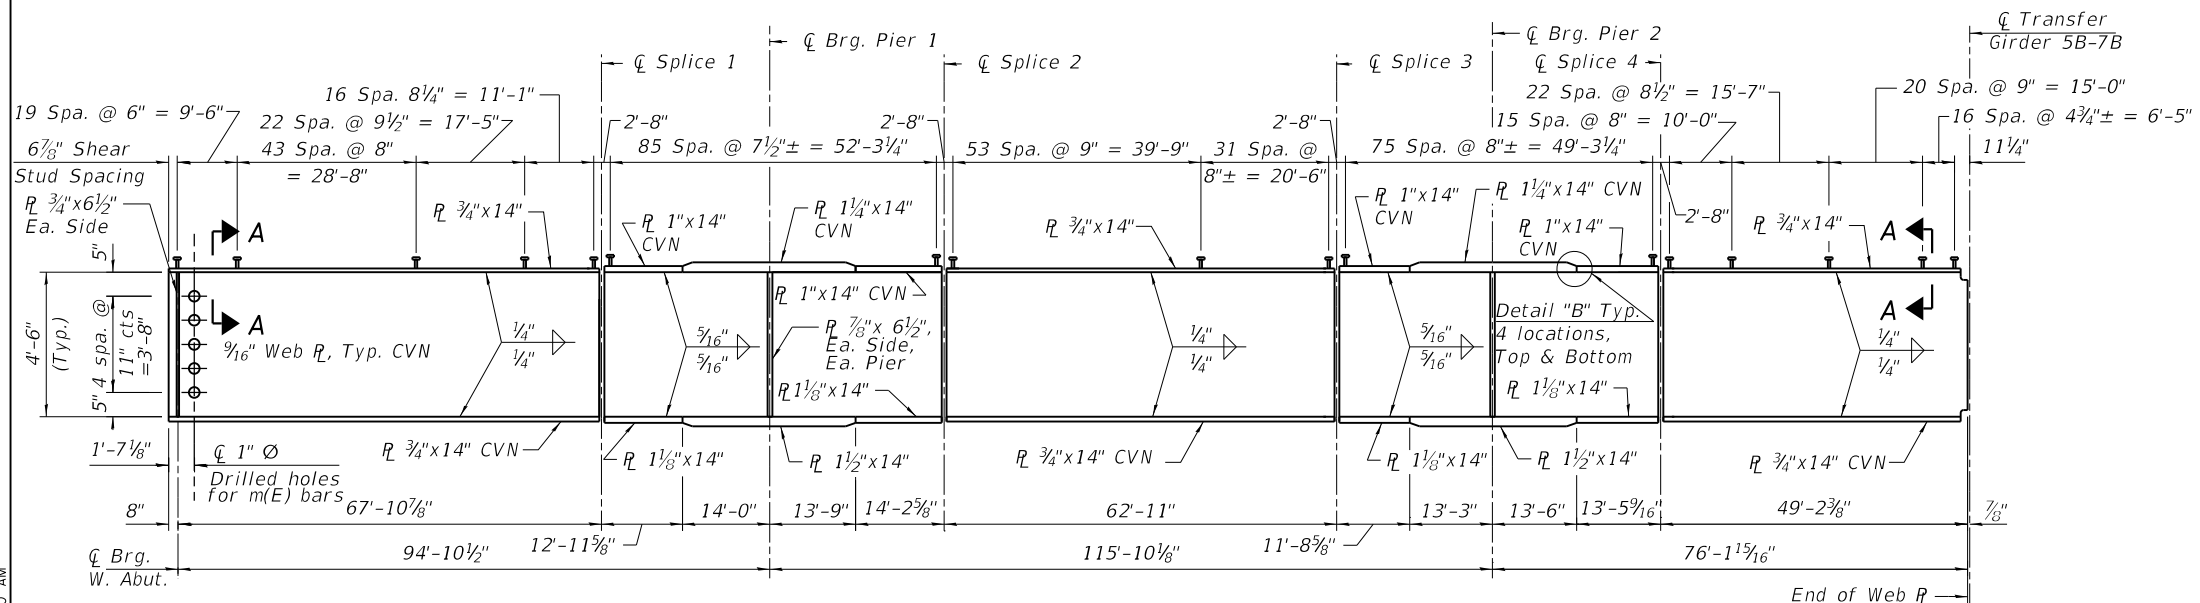 ℄ Transfer
Girder 5B-7B
℄ Brg. Pier 1
℄ Brg. Pier 2
℄ Splice 1
℄ Splice 2
℄ Splice 3
℄ Splice 4
19 Spa. @ 6" = 9'-6"
16 Spa. 8¼" = 11'-1"
22 Spa. @ 9½" = 17'-5"
43 Spa. @ 8"
= 28'-8"
6⅞" Shear
Stud Spacing
2'-8"
85 Spa. @ 7½"± = 52'-3¼"
2'-8"
53 Spa. @ 9" = 39'-9"
31 Spa. @
8"± = 20'-6"
2'-8"
75 Spa. @ 8"± = 49'-3¼"
22 Spa. @ 8½" = 15'-7"
15 Spa. @ 8" = 10'-0"
20 Spa. @ 9" = 15'-0"
16 Spa. @ 4¾"± = 6'-5"
11¼"
2'-8"
PL ¾"x6½"
Ea. Side
A
PL ¾"x14"
PL 1"x14"
CVN
PL 1¼"x14"
CVN
PL ¾"x14"
PL 1"x14"
CVN
PL 1¼"x14" CVN
PL 1"x14"
CVN
PL ¾"x14"
A
5"
4'-6"
(Typ.)
4 spa. @
11" cts
=3'-8"
5"
A
9/16" Web PL, Typ. CVN
¼"
¼"
5/16"
5/16"
PL 1"x14" CVN
PL ⅞"x 6½",
Ea. Side,
Ea. Pier
PL1⅛"x14"
¼"
¼"
5/16"
5/16"
Detail "B" Typ.
4 locations,
Top & Bottom
PL 1⅛"x14"
A
¼"
¼"
1'-7⅛"
℄ 1" Ø
Drilled holes
for m(E) bars
PL ¾"x14" CVN
PL 1⅛"x14"
PL 1½"x14"
PL ¾"x14" CVN
PL 1⅛"x14"
PL 1½"x14"
PL ¾"x14" CVN
8"
67'-10⅞"
12'-11⅝"
14'-0"
13'-9"
14'-2⅝"
62'-11"
11'-8⅝"
13'-3"
13'-6"
13'-5 9/16"
49'-2⅜"
⅞"
℄ Brg.
W. Abut.
94'-10½"
115'-10⅛"
76'-1 15/16"
End of Web PL
AM